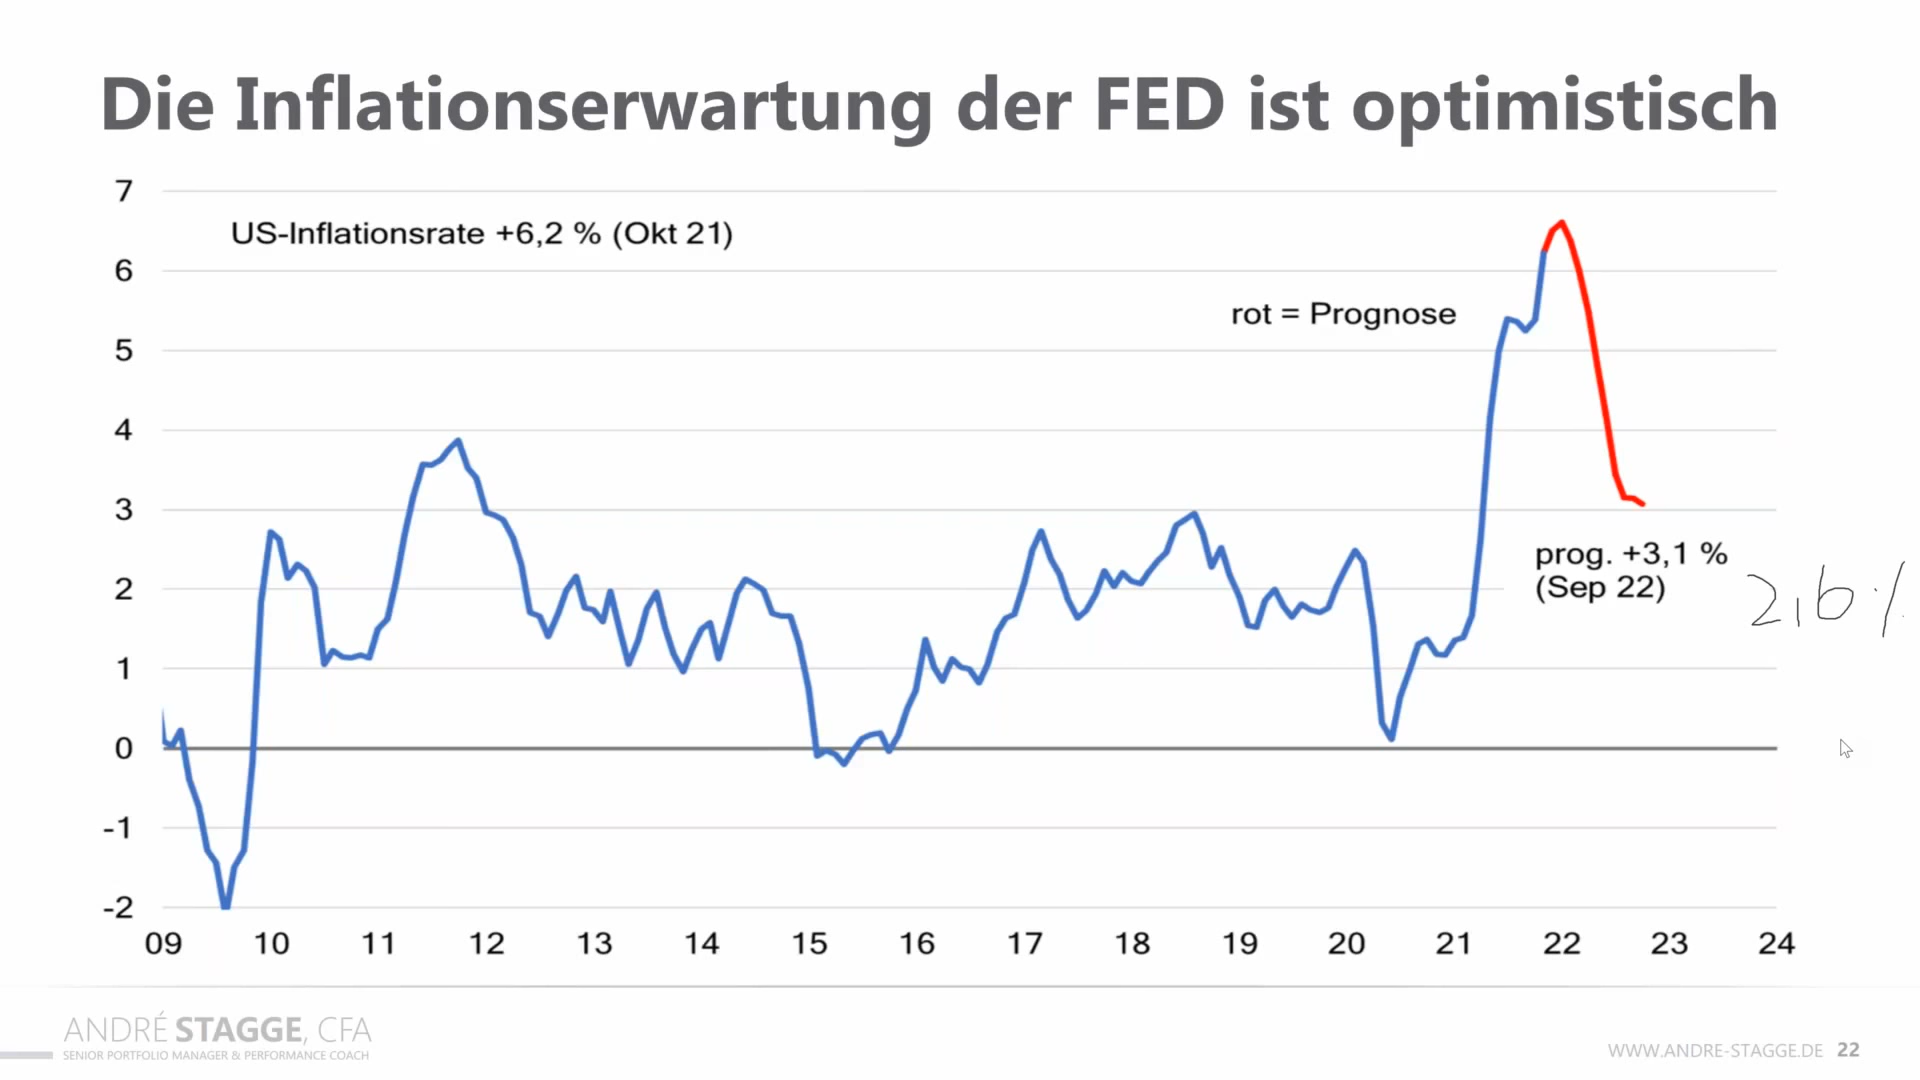 Die Inflationserwartung der FED ist optimistisch
7
US-Inflationsrate +6,2 % (Okt 21)
6
rot = Prognose
5
4
3
prog. +3,1 %
(Sep 22)
2,6 %
2
1
0
-1
-2
09 10 11 12 13 14 15 16 17 18 19 20 21 22 23 24
ANDRÉ STAGGE, CFA
SENIOR PORTFOLIO MANAGER & PERFORMANCE COACH
WWW.ANDRE-STAGGE.DE 22